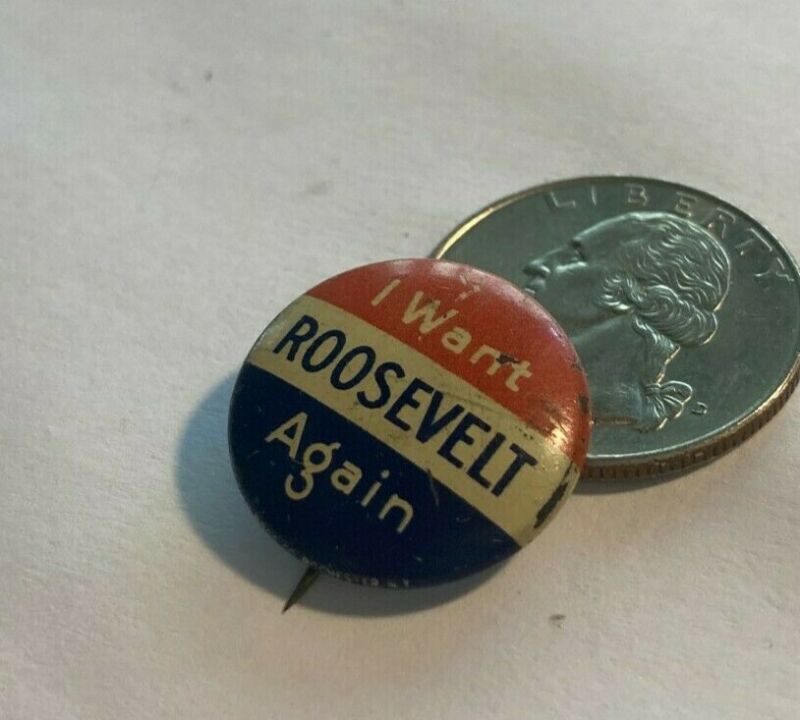 I Want
ROOSEVELT
Again
LIBERTY
D